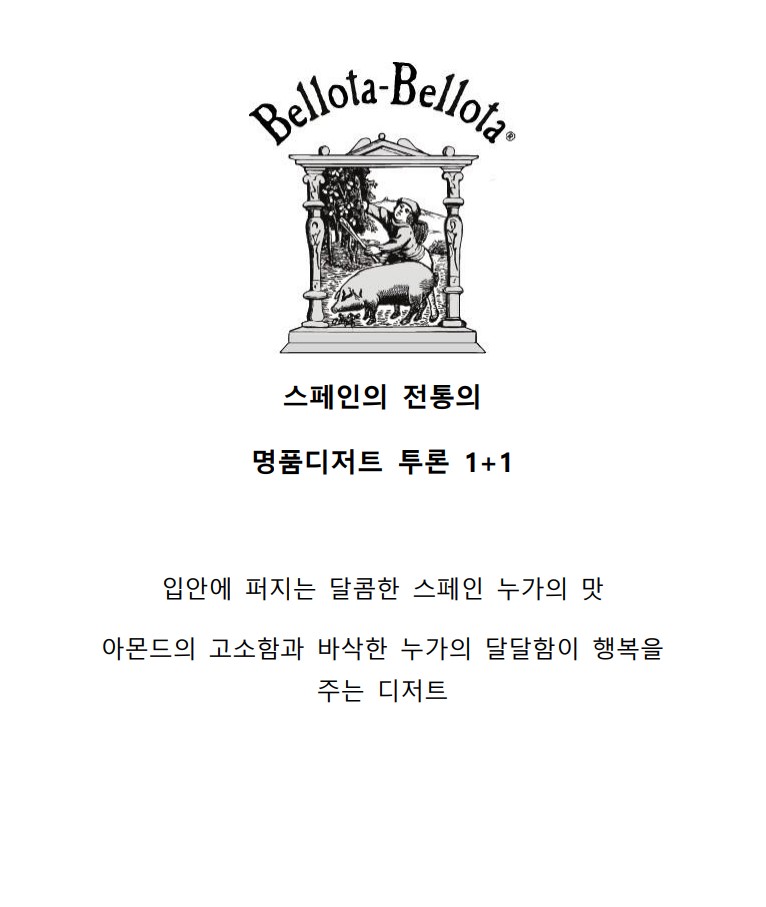 Bellota-Bellota®
스페인의 전통의
명품디저트 투론 1+1
입안에 퍼지는 달콤한 스페인 누가의 맛
아몬드의 고소함과 바삭한 누가의 달달함이 행복을
주는 디저트